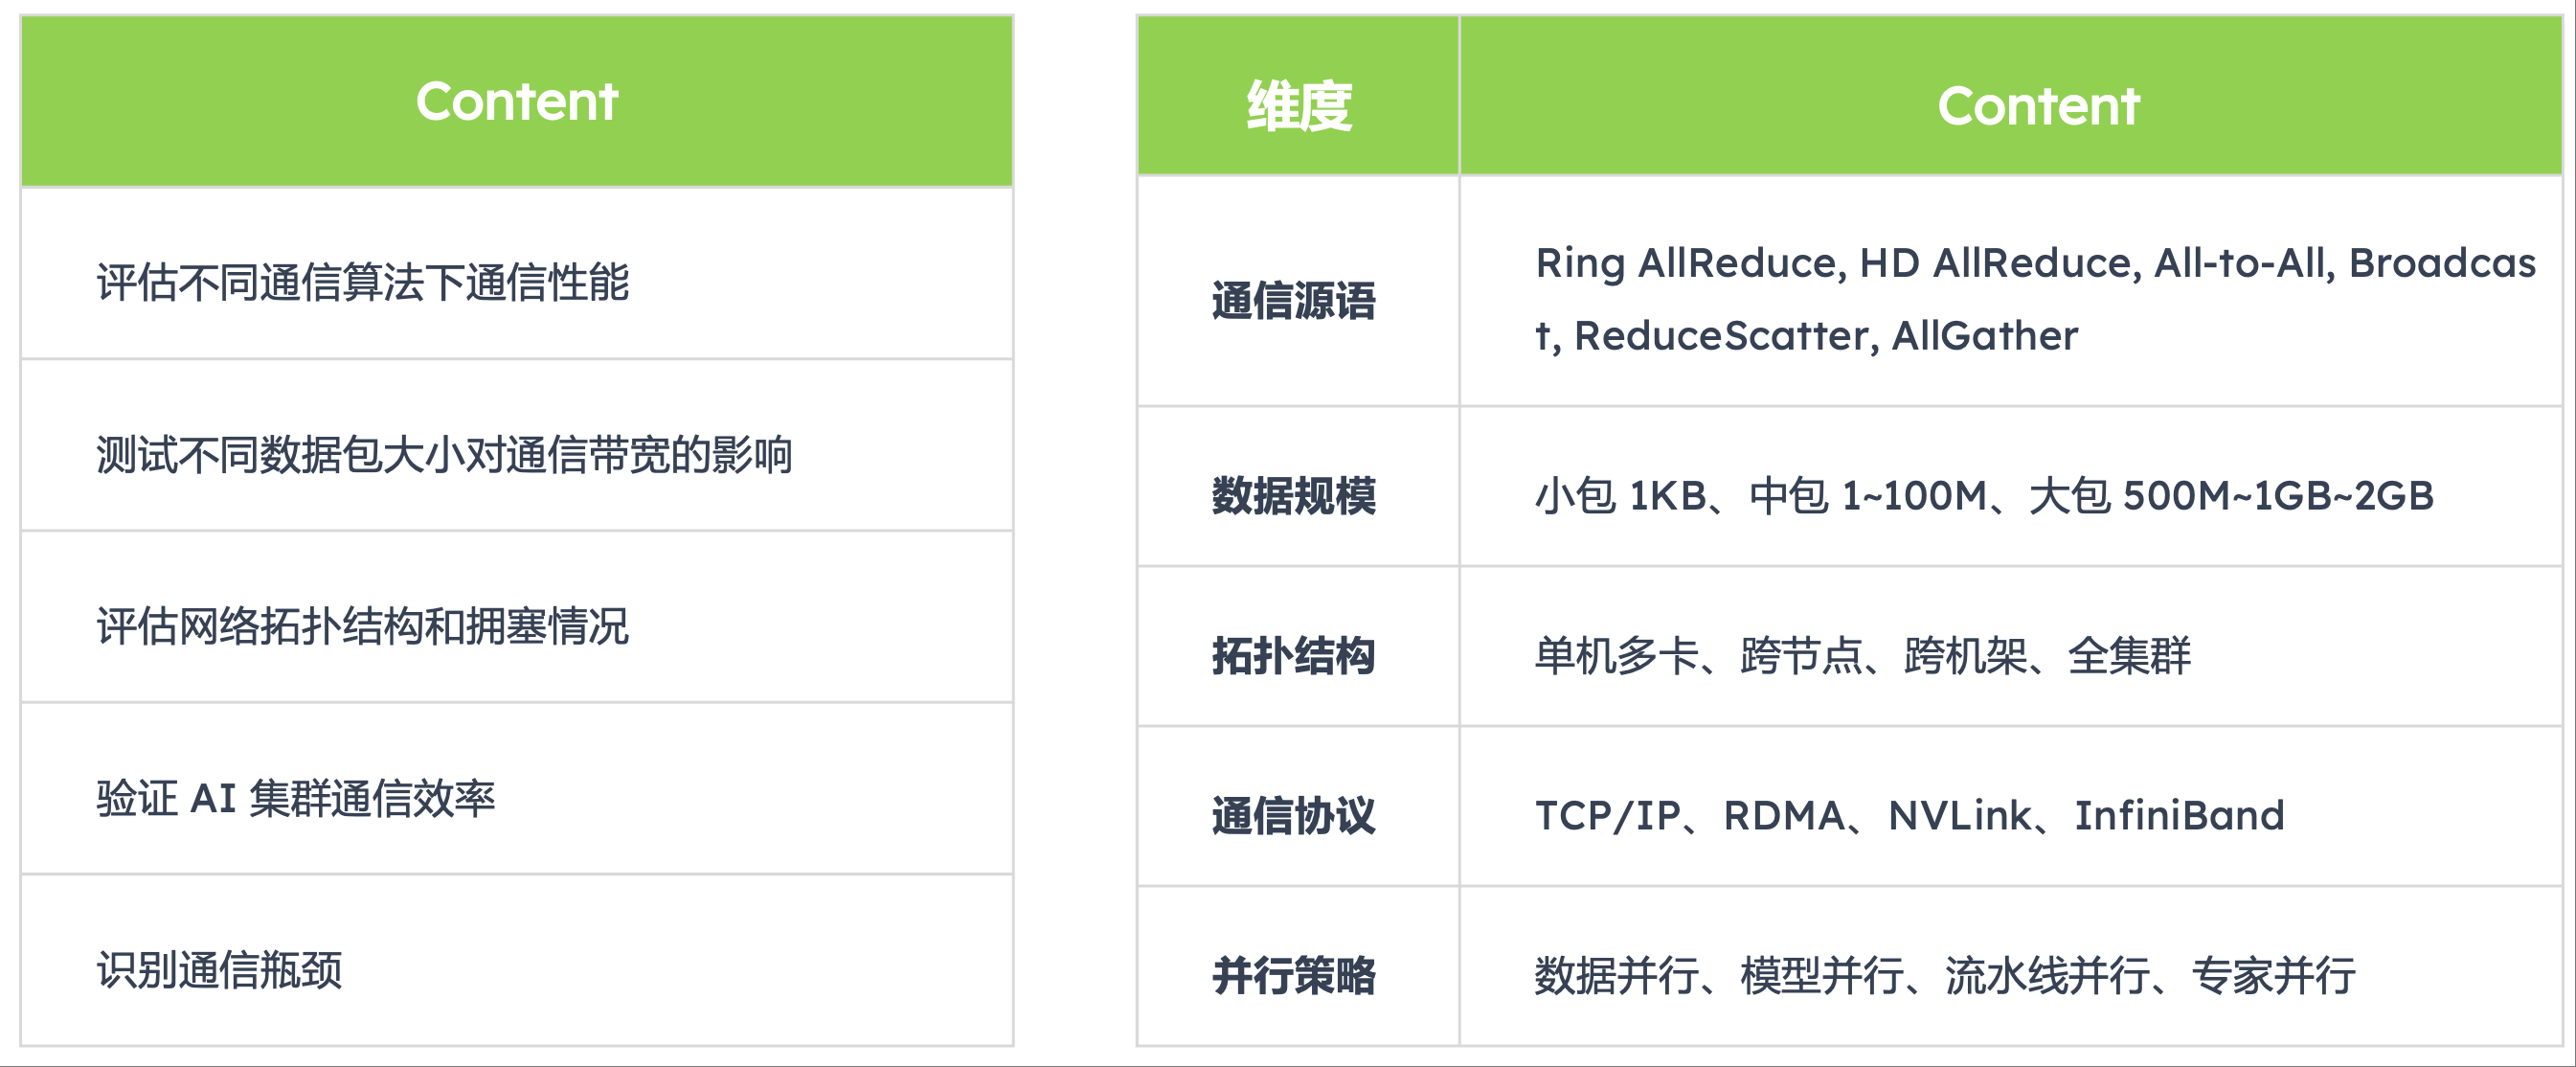 Content
评估不同通信算法下通信性能
测试不同数据包大小对通信带宽的影响
评估网络拓扑结构和拥塞情况
验证 AI 集群通信效率
识别通信瓶颈
维度
Content
通信源语
Ring AllReduce, HD AllReduce, All-to-All, Broadcas
t, ReduceScatter, AllGather
数据规模
小包 1KB、中包 1~100M、大包 500M~1GB~2GB
拓扑结构
单机多卡、跨节点、跨机架、全集群
通信协议
TCP/IP、RDMA、NVLink、InfiniBand
并行策略
数据并行、模型并行、流水线并行、专家并行